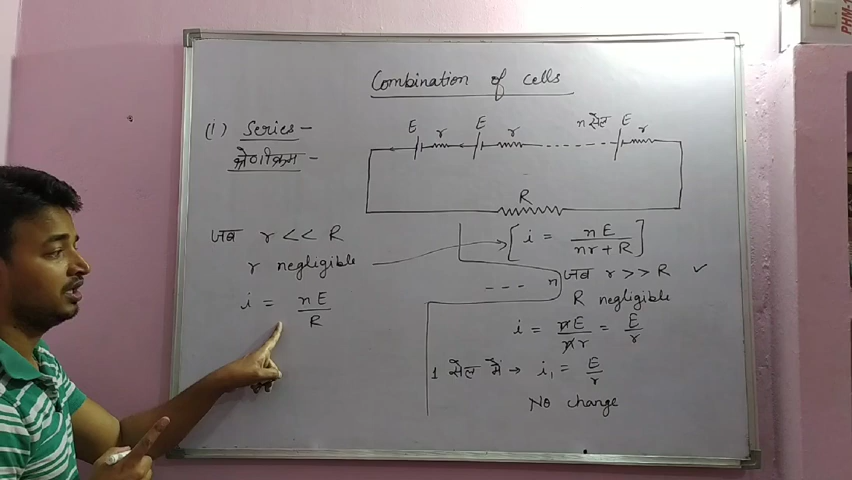 Combination of cells
(i) Series-
श्रेणीक्रम -
E r E r n सेल E r
R
i = nE / nr + R
जब r << R
r negligible
i = nE / R
जब r >> R ✓
n
R negligible
i = nE / nr = E / r
1 सेल में → i₁ = E / r
No change
PHM-1